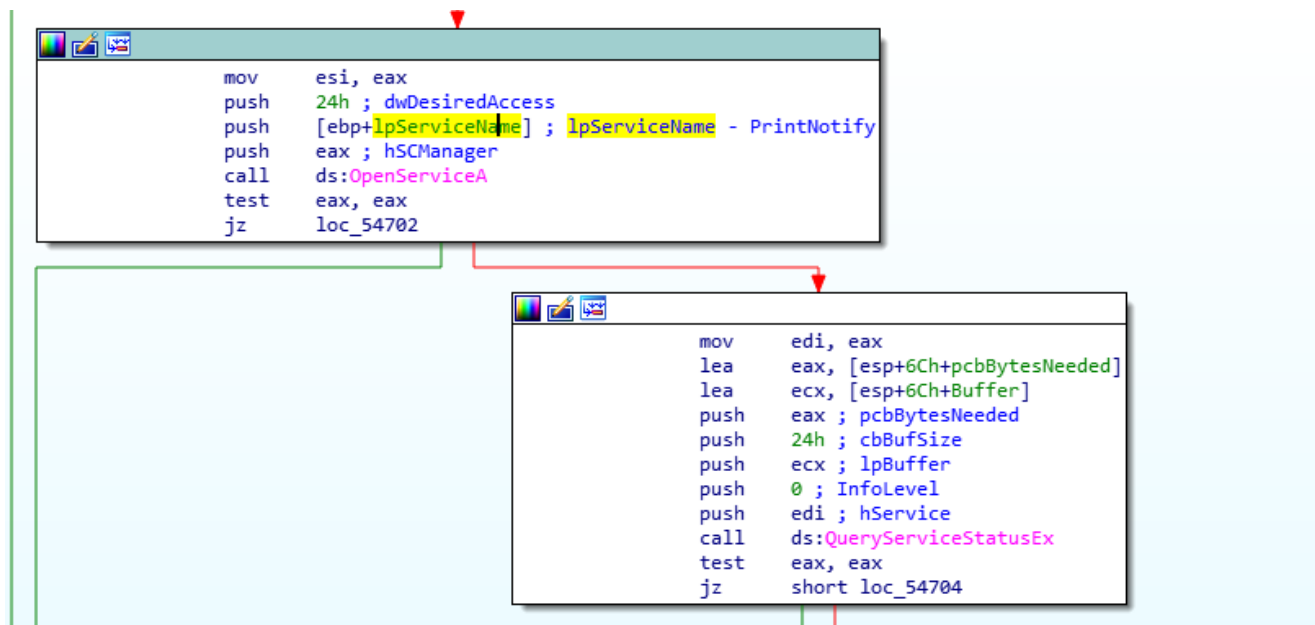 mov esi, eax
push 24h ; dwDesiredAccess
push [ebp+lpServiceName] ; lpServiceName - PrintNotify
push eax ; hSCManager
call ds:OpenServiceA
test eax, eax
jz loc_54702
mov edi, eax
lea eax, [esp+6Ch+pcbBytesNeeded]
lea ecx, [esp+6Ch+Buffer]
push eax ; pcbBytesNeeded
push 24h ; cbBufSize
push ecx ; lpBuffer
push 0 ; InfoLevel
push edi ; hService
call ds:QueryServiceStatusEx
test eax, eax
jz short loc_54704